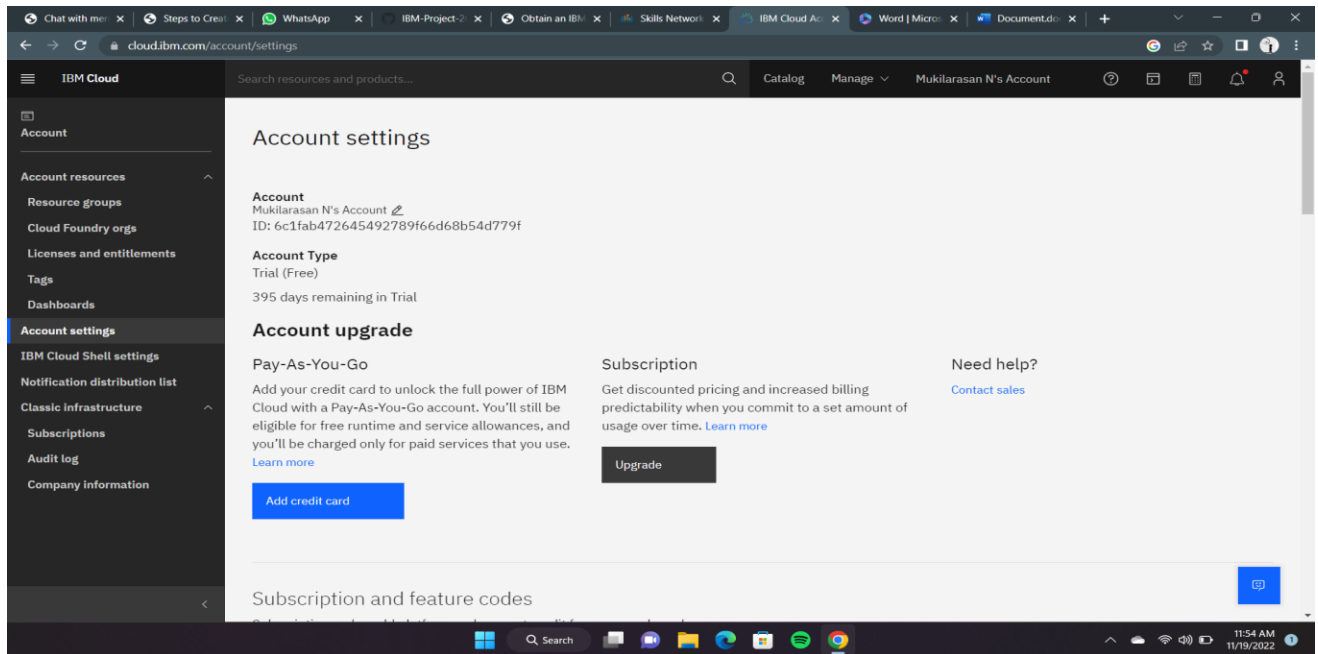 Chat with men
Steps to Creat
WhatsApp
IBM-Project-2
Obtain an IBM
Skills Network
IBM Cloud Ac
Word | Micros
Document.do
cloud.ibm.com/account/settings
IBM Cloud
Search resources and products...
Catalog
Manage
Mukilarasan N's Account
Account
Account resources
Resource groups
Cloud Foundry orgs
Licenses and entitlements
Tags
Dashboards
Account settings
IBM Cloud Shell settings
Notification distribution list
Classic infrastructure
Subscriptions
Audit log
Company information
Account settings
Account
Mukilarasan N's Account
ID: 6c1fab472645492789f66d68b54d779f
Account Type
Trial (Free)
395 days remaining in Trial
Account upgrade
Pay-As-You-Go
Add your credit card to unlock the full power of IBM
Cloud with a Pay-As-You-Go account. You'll still be
eligible for free runtime and service allowances, and
you'll be charged only for paid services that you use.
Learn more
Add credit card
Subscription
Get discounted pricing and increased billing
predictability when you commit to a set amount of
usage over time. Learn more
Upgrade
Need help?
Contact sales
Subscription and feature codes
Search
11:54 AM
11/19/2022
1